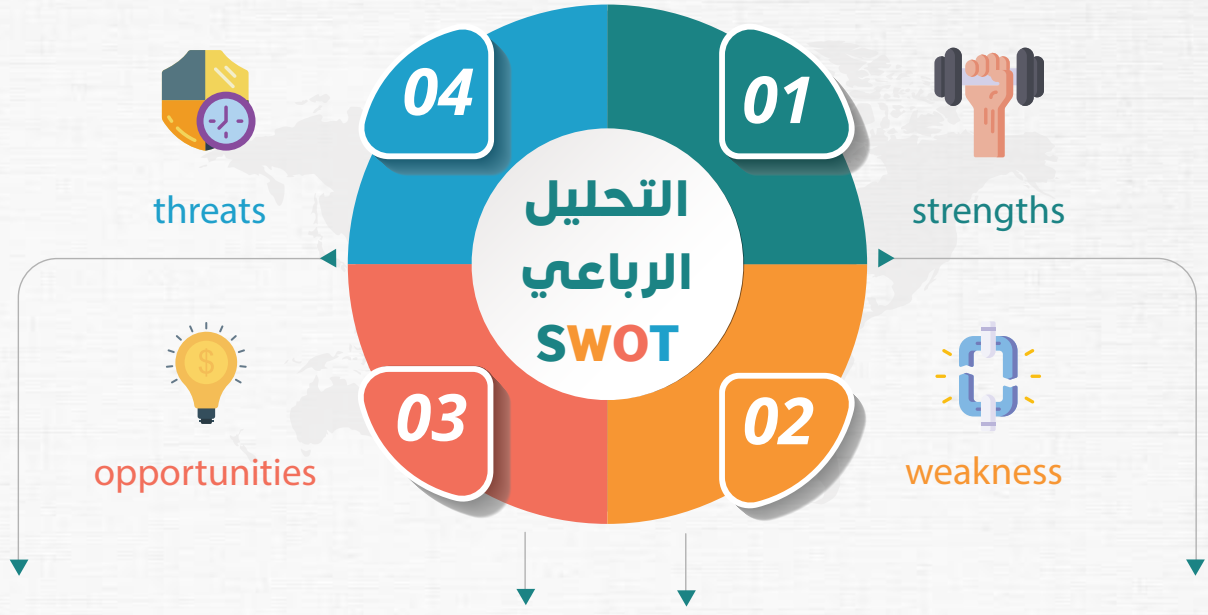 التحليل
الرباعي
SWOT
01
strengths
02
weakness
03
opportunities
04
threats